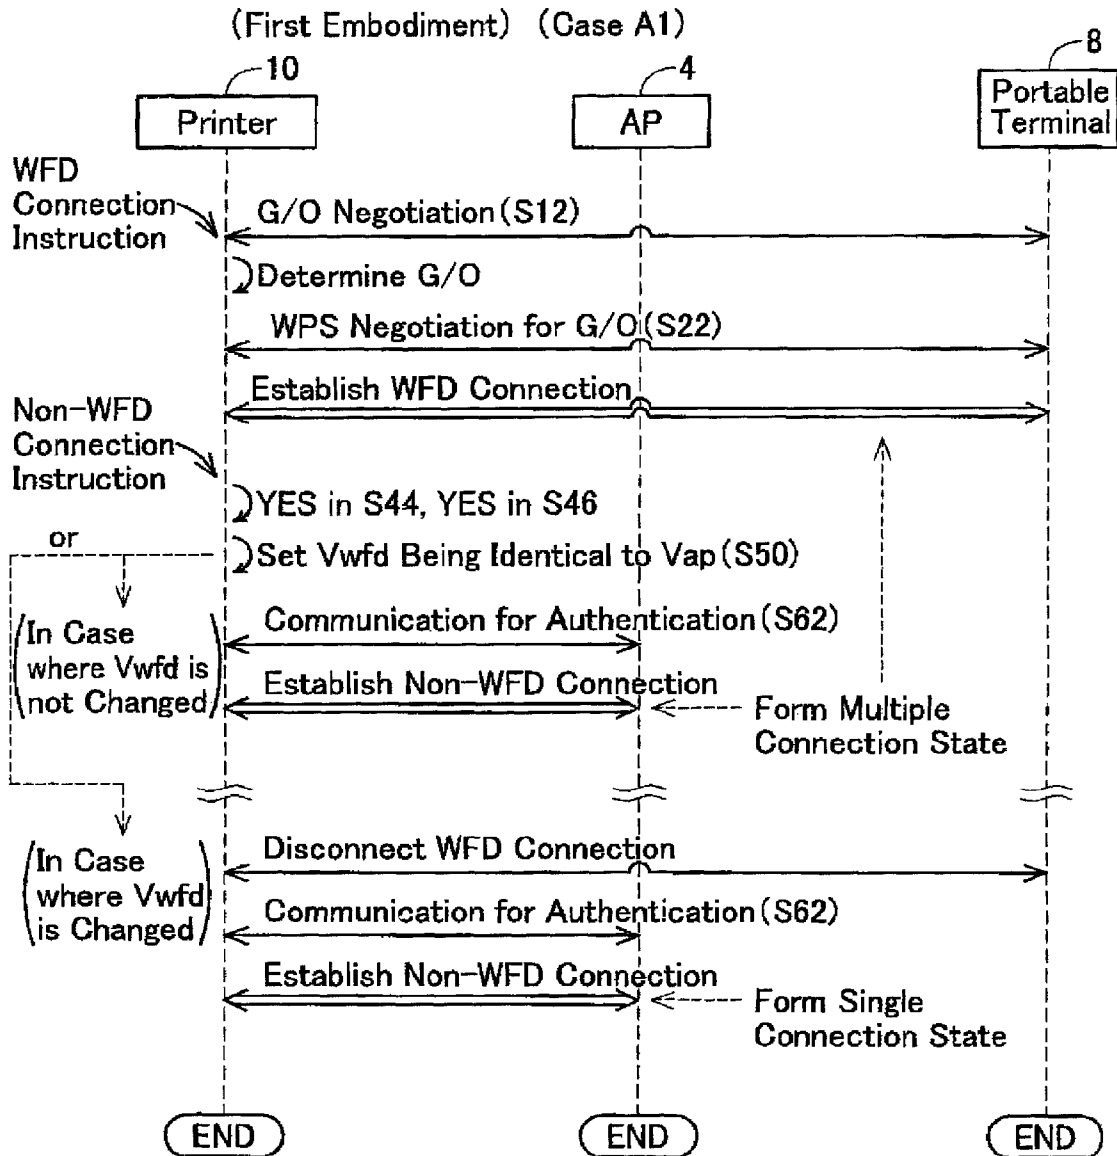 (First Embodiment) (Case A1)
10
4
8
Printer
AP
Portable
Terminal
WFD
Connection
Instruction
G/O Negotiation(S12)
Determine G/O
WPS Negotiation for G/O(S22)
Establish WFD Connection
Non-WFD
Connection
Instruction
YES in S44, YES in S46
or
Set Vwfd Being Identical to Vap(S50)
(In Case
where Vwfd is
not Changed)
Communication for Authentication(S62)
Establish Non-WFD Connection
Form Multiple
Connection State
(In Case
where Vwfd
is Changed)
Disconnect WFD Connection
Communication for Authentication(S62)
Establish Non-WFD Connection
Form Single
Connection State
END
END
END